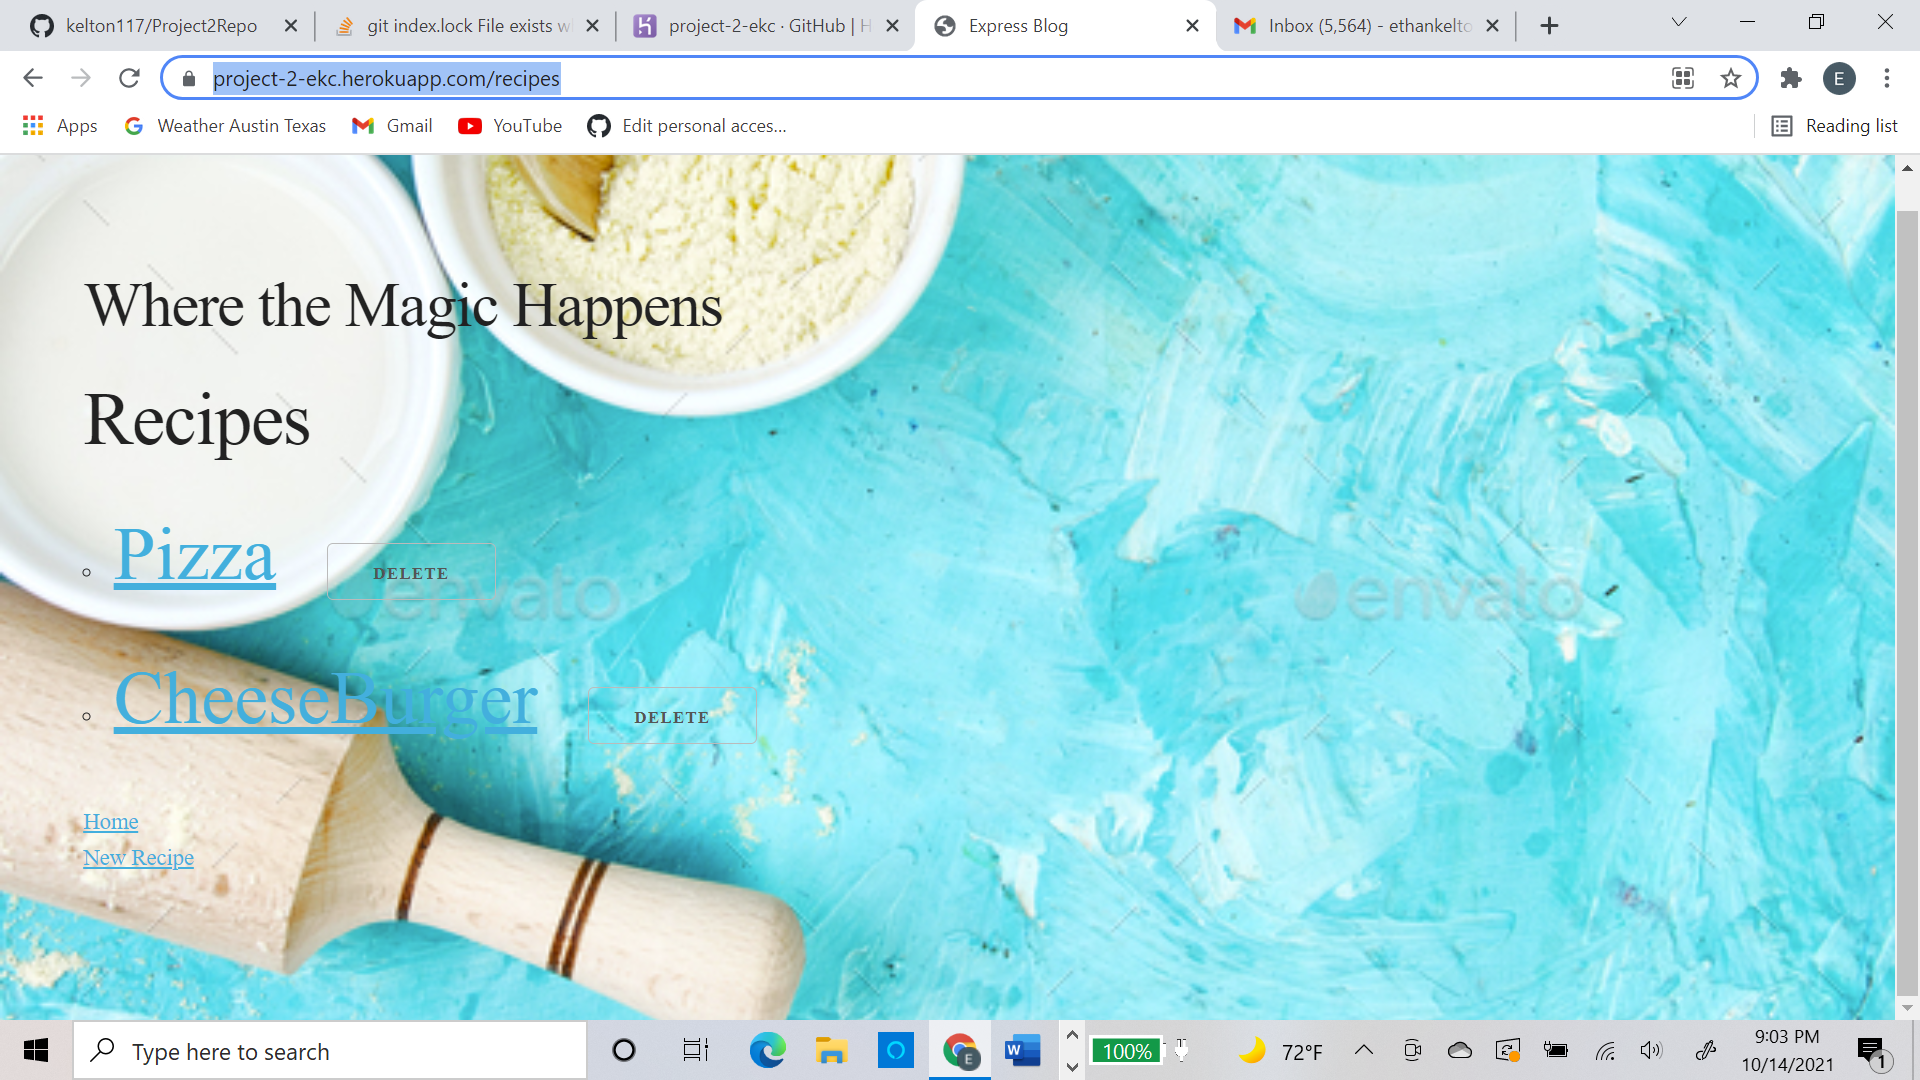 kelton117/Project2Repo
git index.lock File exists w
project-2-ekc · GitHub | H
Express Blog
Inbox (5,564) - ethankelto
project-2-ekc.herokuapp.com/recipes
E
Apps
Weather Austin Texas
Gmail
YouTube
Edit personal acces...
Reading list
Where the Magic Happens
Recipes
Pizza
DELETE
envato
envato
CheeseBurger
DELETE
Home
New Recipe
Type here to search
E
W
100%
72°F
9:03 PM
10/14/2021
1